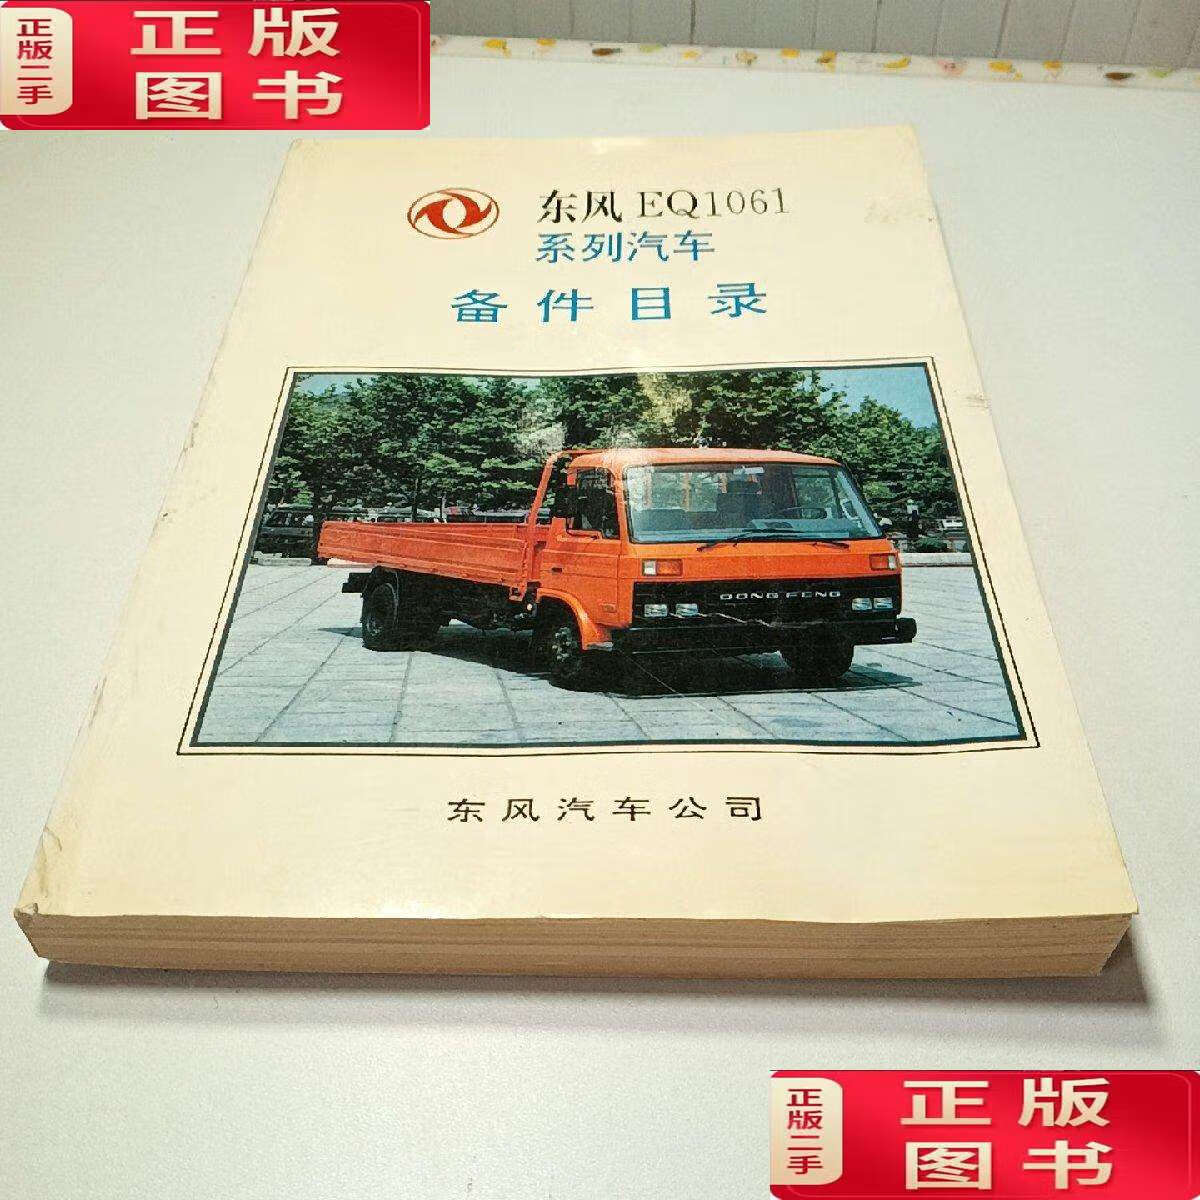 正版二手
正版
图书
东风 EQ1061
系列汽车
备件目录
DONG FENG
东风汽车公司
正版二手
正版
图书